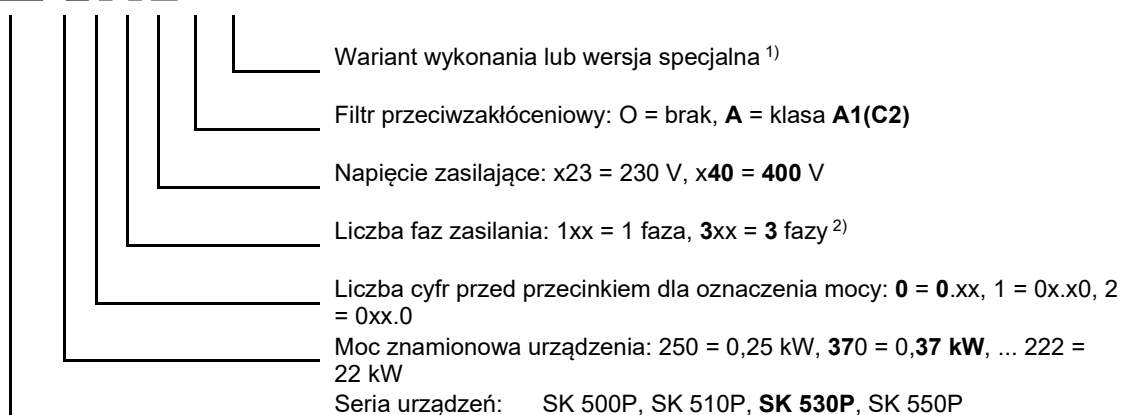 Wariant wykonania lub wersja specjalna 1)
Filtr przeciwzakłóceniowy: O = brak, A = klasa A1(C2)
Napięcie zasilające: x23 = 230 V, x40 = 400 V
Liczba faz zasilania: 1xx = 1 faza, 3xx = 3 fazy 2)
Liczba cyfr przed przecinkiem dla oznaczenia mocy: 0 = 0.xx, 1 = 0x.x0, 2
= 0xx.0
Moc znamionowa urządzenia: 250 = 0,25 kW, 370 = 0,37 kW, ... 222 =
22 kW
Seria urządzeń: SK 500P, SK 510P, SK 530P, SK 550P